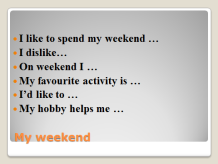 I like to spend my weekend …
I dislike…
On weekend I …
My favourite activity is …
I'd like to …
My hobby helps me …
My weekend